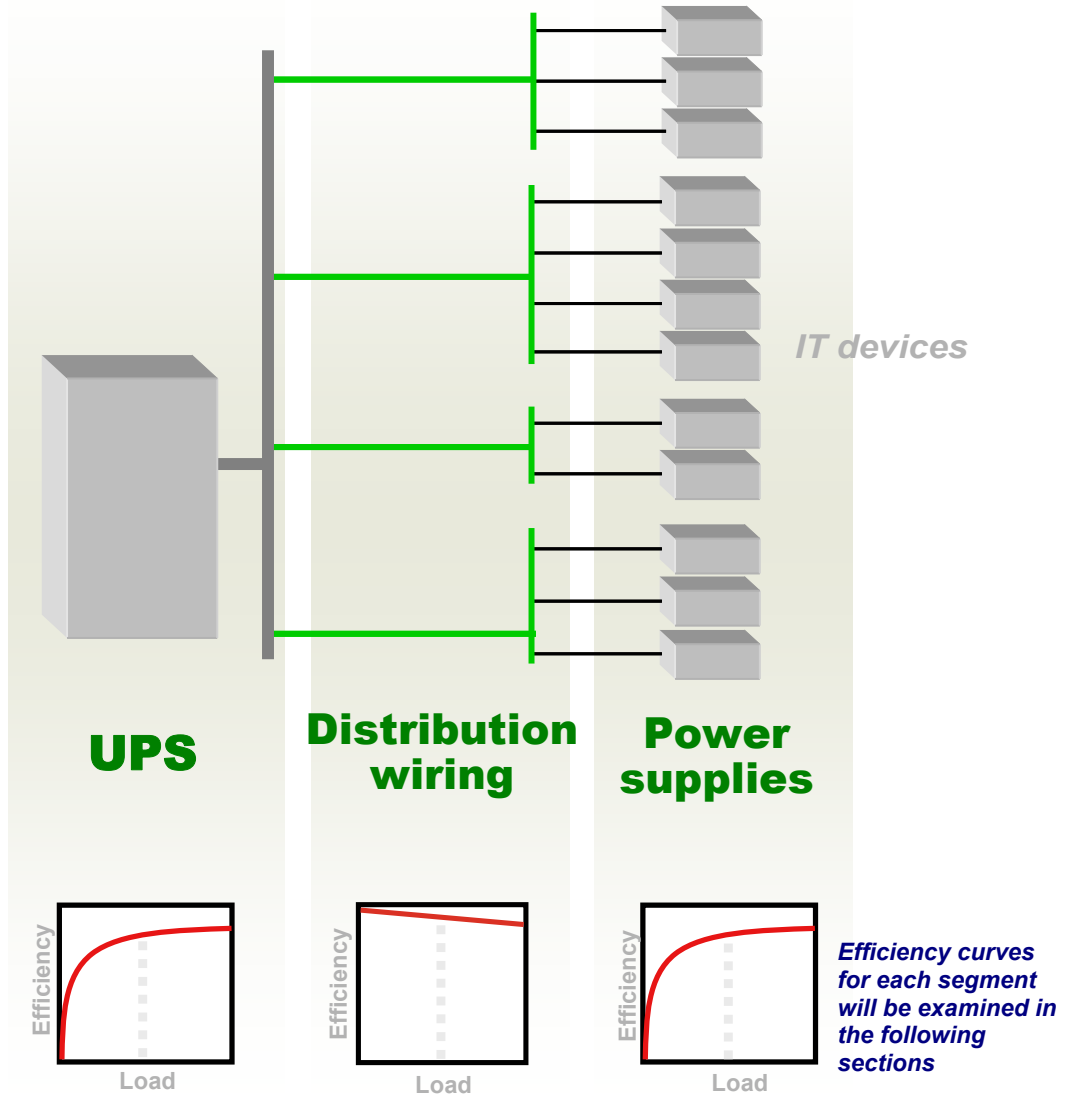 IT devices
UPS
Distribution
wiring
Power
supplies
Efficiency
Load
Efficiency
Load
Efficiency
Load
Efficiency curves
for each segment
will be examined in
the following
sections